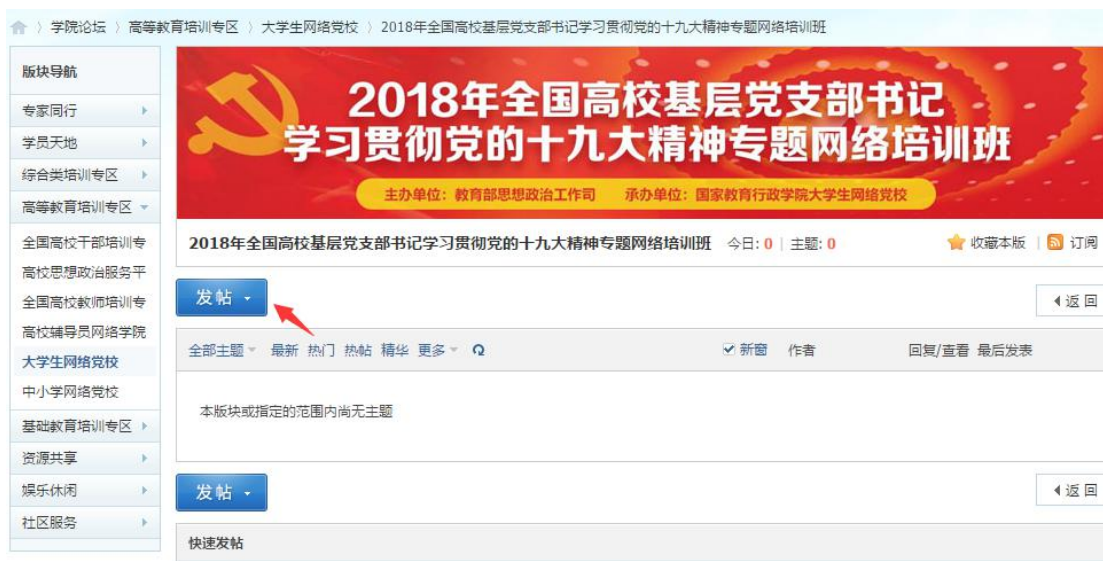 〉学院论坛 〉高等教育培训专区 〉大学生网络党校 〉2018年全国高校基层党支部书记学习贯彻党的十九大精神专题网络培训班
版块导航
专家同行
学员天地
综合类培训专区
高等教育培训专区
全国高校干部培训专
高校思想政治服务平
全国高校教师培训专
高校辅导员网络学院
大学生网络党校
中小学网络党校
基础教育培训专区
资源共享
娱乐休闲
社区服务
2018年全国高校基层党支部书记
学习贯彻党的十九大精神专题网络培训班
主办单位：教育部思想政治工作司 承办单位：国家教育行政学院大学生网络党校
2018年全国高校基层党支部书记学习贯彻党的十九大精神专题网络培训班 今日: 0 | 主题: 0 收藏本版 | 订阅
发帖 返回
全部主题 最新 热门 热帖 精华 更多 新窗 作者 回复/查看 最后发表
本版块或指定的范围内尚无主题
发帖 返回
快速发帖